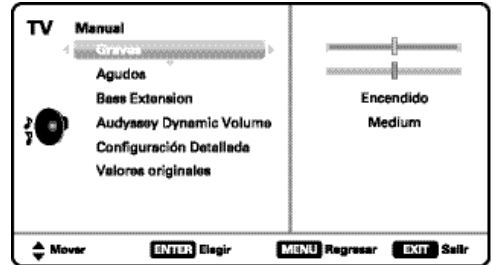 TV
Manual
Graves
Agudos
Bass Extension
Encendido
Audyssey Dynamic Volume
Medium
Configuración Detallada
Valores originales
Mover ENTER Elegir MENU Regresar EXIT Salir